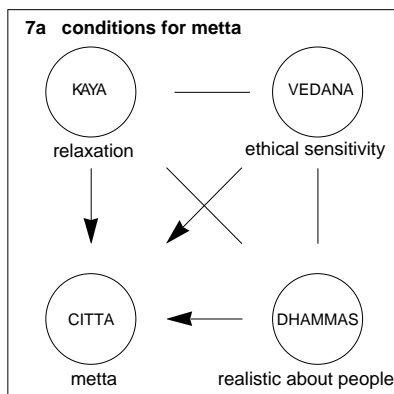 7a conditions for metta
KAYA
VEDANA
relaxation
ethical sensitivity
CITTA
DHAMMAS
metta
realistic about people